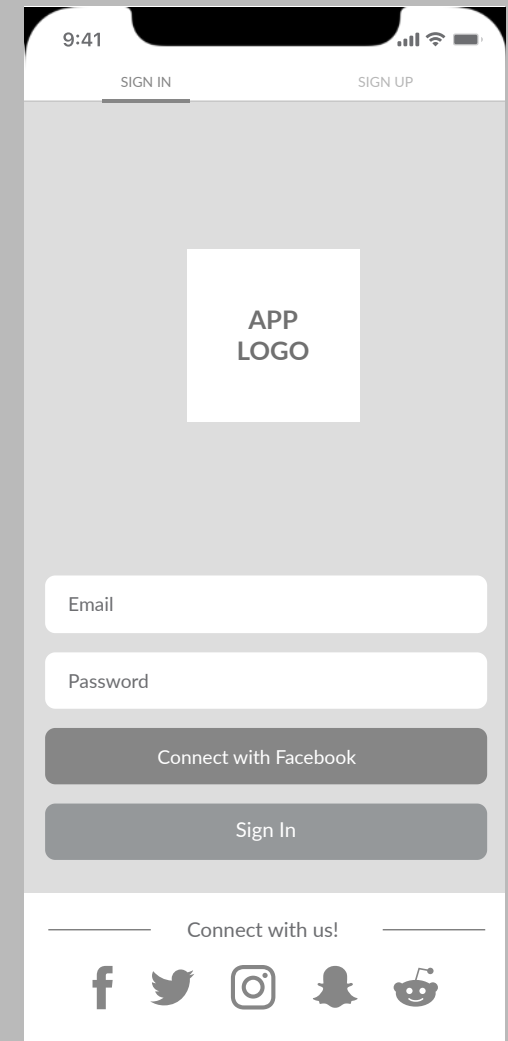 9:41
SIGN IN
SIGN UP
APP
LOGO
Email
Password
Connect with Facebook
Sign In
Connect with us!